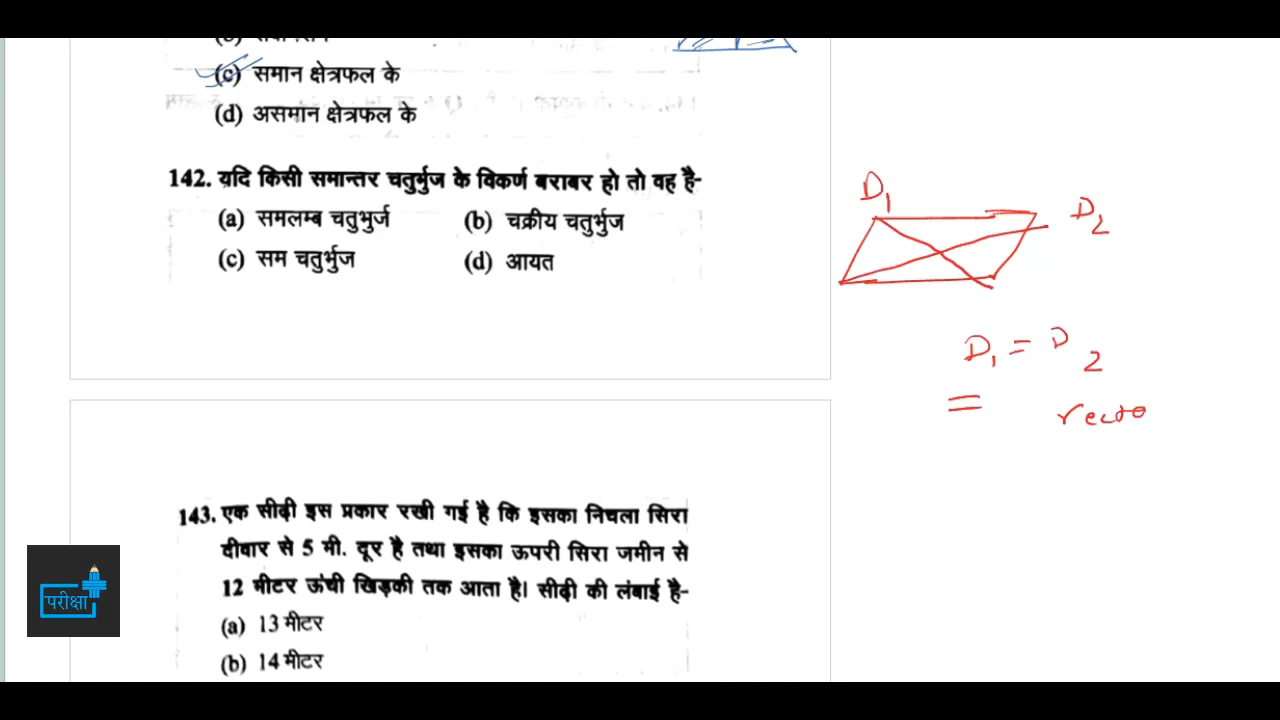 (c) समान क्षेत्रफल के
(d) असमान क्षेत्रफल के
142. यदि किसी समान्तर चतुर्भुज के विकर्ण बराबर हो तो वह है-
(a) समलम्ब चतुभुर्ज (b) चक्रीय चतुर्भुज
(c) सम चतुर्भुज (d) आयत
D1 D2
D1 = D2
= recta
143. एक सीढ़ी इस प्रकार रखी गई है कि इसका निचला सिरा
दीवार से 5 मी. दूर है तथा इसका ऊपरी सिरा जमीन से
12 मीटर ऊंची खिड़की तक आता है। सीढ़ी की लंबाई है-
(a) 13 मीटर
(b) 14 मीटर
परीक्षा